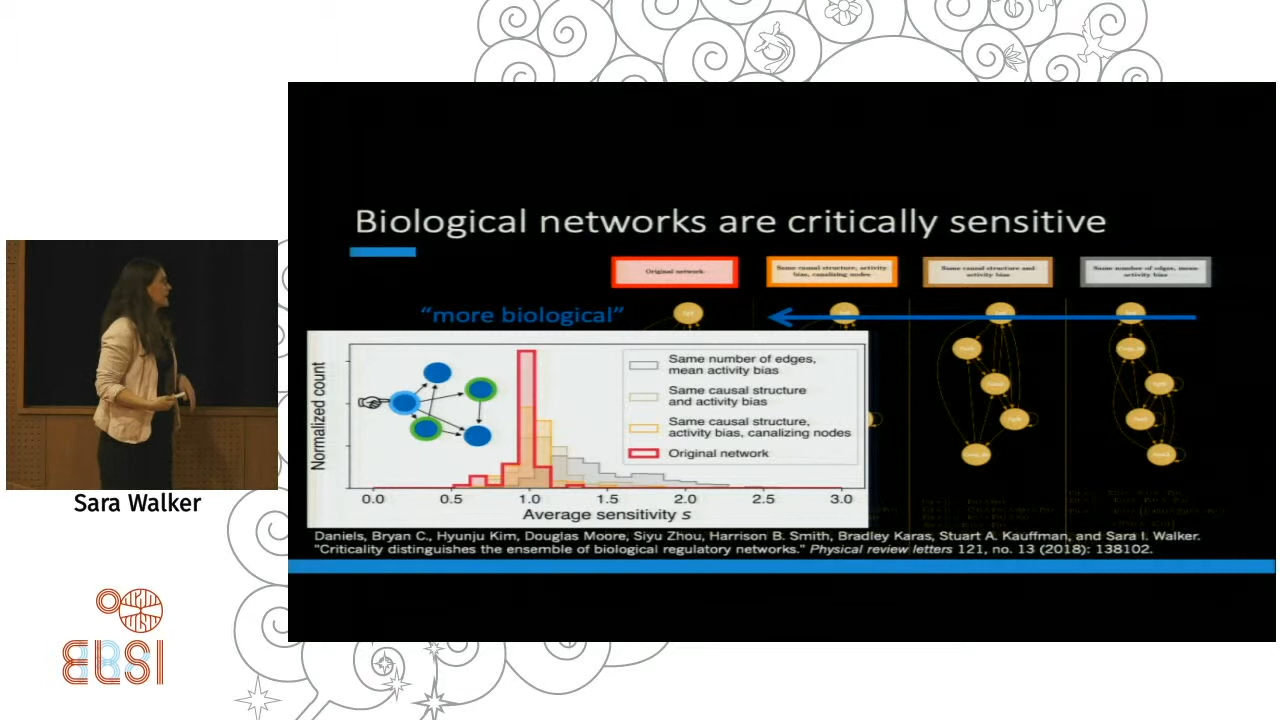 Biological networks are critically sensitive
Original network
Same causal structure, activity
bias, canalizing nodes
Same causal structure and
activity bias
Same number of edges, mean
activity bias
“more biological”
Normalized count
Same number of edges,
mean activity bias
Same causal structure
and activity bias
Same causal structure,
activity bias, canalizing nodes
Original network
0.0 0.5 1.0 1.5 2.0 2.5 3.0
Average sensitivity s
Daniels, Bryan C., Hyunju Kim, Douglas Moore, Siyu Zhou, Harrison B. Smith, Bradley Karas, Stuart A. Kauffman, and Sara I. Walker.
"Criticality distinguishes the ensemble of biological regulatory networks." Physical review letters 121, no. 13 (2018): 138102.
Sara Walker
ELSI